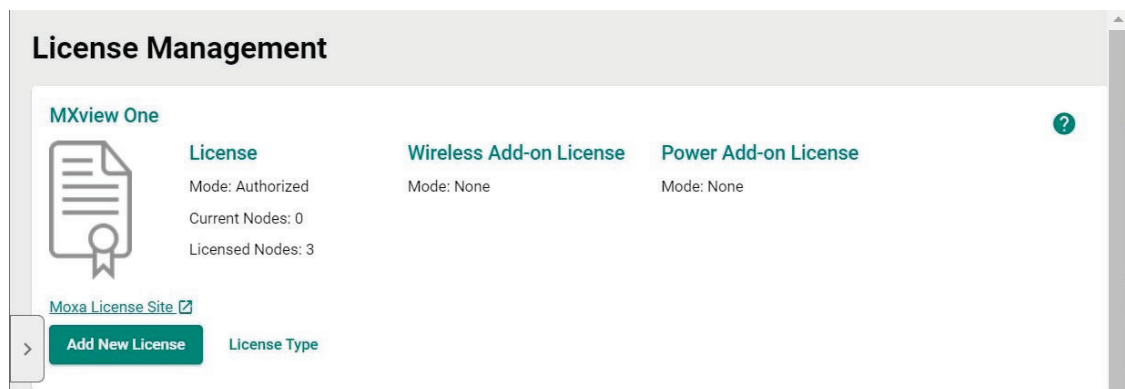 License Management
MXview One
License
Mode: Authorized
Current Nodes: 0
Licensed Nodes: 3
Wireless Add-on License
Mode: None
Power Add-on License
Mode: None
?
Moxa License Site
Add New License
License Type